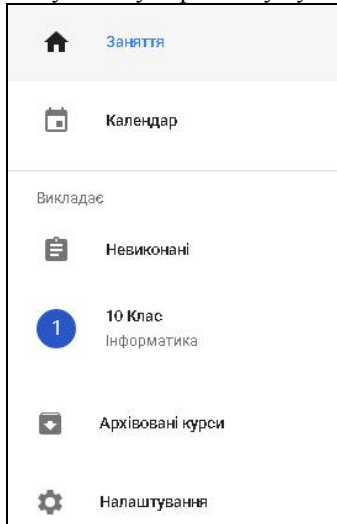 Заняття
Календар
Викладає
Невиконані
1
10 Клас
Інформатика
Архівовані курси
Налаштування